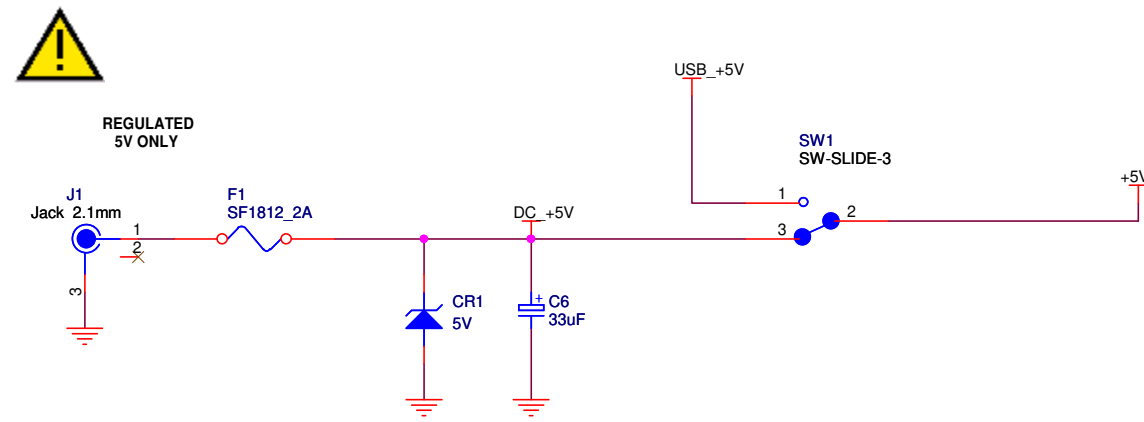 !
REGULATED
5V ONLY
USB_+5V
SW1
SW-SLIDE-3
+5V
J1
Jack 2.1mm
F1
SF1812_2A
DC_+5V
1
2
3
1
2
3
CR1
5V
+
C6
33uF